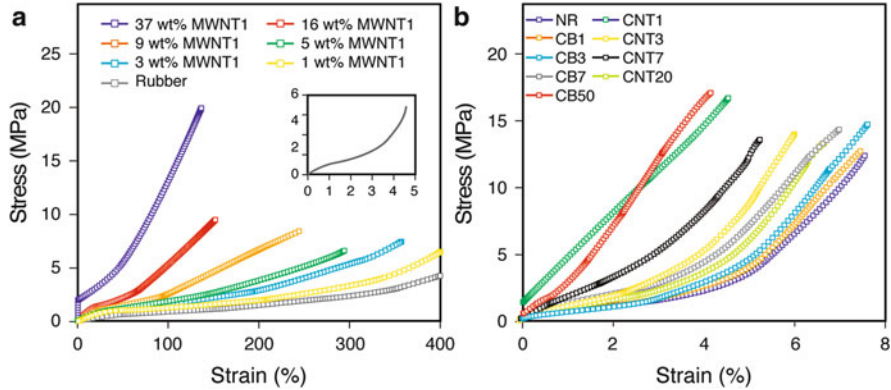 a
37 wt% MWNT1
16 wt% MWNT1
9 wt% MWNT1
5 wt% MWNT1
3 wt% MWNT1
1 wt% MWNT1
Rubber
30
25
20
15
10
5
0
Stress (MPa)
0
100
200
300
400
Strain (%)
6
4
2
0
0
1
2
3
4
5
b
NR
CNT1
CB1
CNT3
CB3
CNT7
CB7
CNT20
CB50
20
15
10
5
0
Stress (MPa)
0
2
4
6
8
Strain (%)